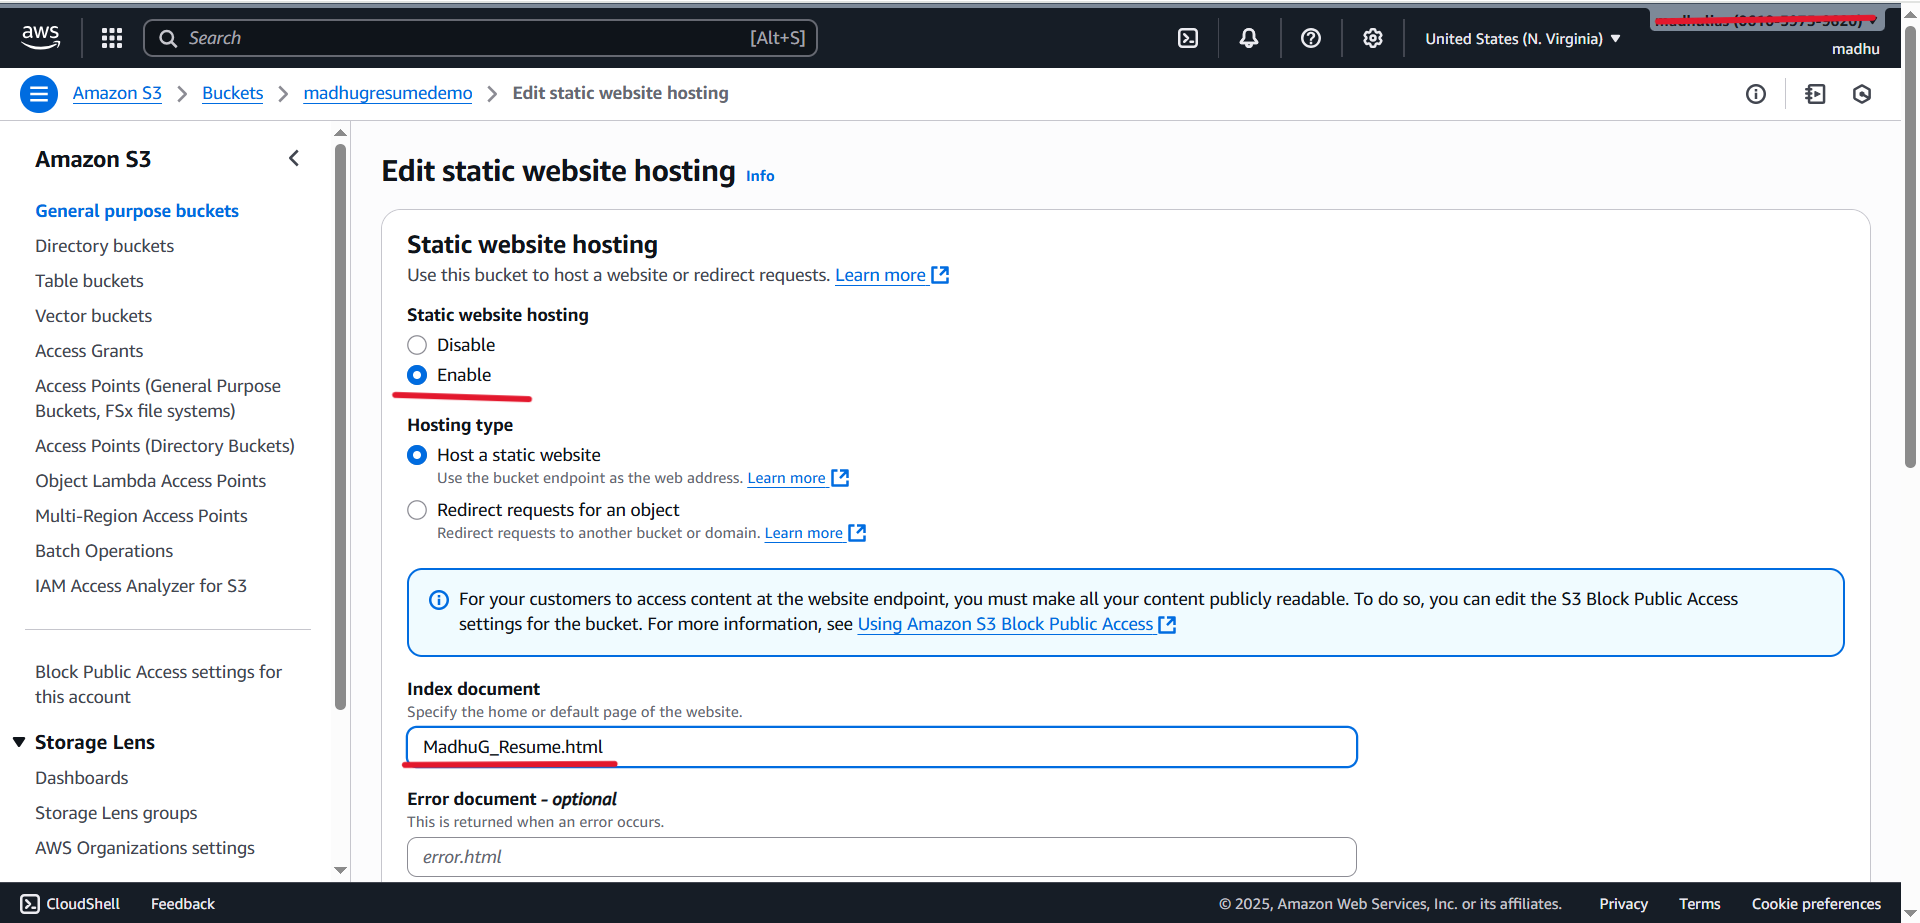 aws
Search
[Alt+S]
United States (N. Virginia)
madhu
Amazon S3
Buckets
madhugresumedemo
Edit static website hosting
Amazon S3
General purpose buckets
Directory buckets
Table buckets
Vector buckets
Access Grants
Access Points (General Purpose
Buckets, FSx file systems)
Access Points (Directory Buckets)
Object Lambda Access Points
Multi-Region Access Points
Batch Operations
IAM Access Analyzer for S3
Block Public Access settings for
this account
Storage Lens
Dashboards
Storage Lens groups
AWS Organizations settings
Edit static website hosting Info
Static website hosting
Use this bucket to host a website or redirect requests. Learn more
Static website hosting
Disable
Enable
Hosting type
Host a static website
Use the bucket endpoint as the web address. Learn more
Redirect requests for an object
Redirect requests to another bucket or domain. Learn more
For your customers to access content at the website endpoint, you must make all your content publicly readable. To do so, you can edit the S3 Block Public Access
settings for the bucket. For more information, see Using Amazon S3 Block Public Access
Index document
Specify the home or default page of the website.
MadhuG_Resume.html
Error document - optional
This is returned when an error occurs.
error.html
CloudShell
Feedback
© 2025, Amazon Web Services, Inc. or its affiliates.
Privacy
Terms
Cookie preferences